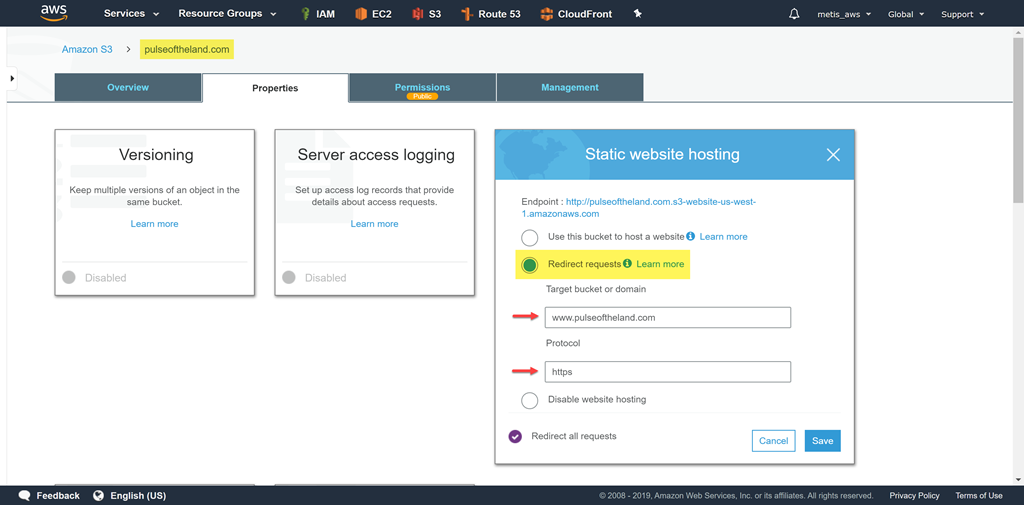 aws Services Resource Groups IAM EC2 S3 Route 53 CloudFront metis_aws Global Support
Amazon S3 > pulseoftheland.com
Overview Properties Permissions Management
Public
Versioning
Keep multiple versions of an object in the
same bucket.
Learn more
Disabled
Server access logging
Set up access log records that provide
details about access requests.
Learn more
Disabled
Static website hosting
Endpoint : http://pulseoftheland.com.s3-website-us-west-
1.amazonaws.com
Use this bucket to host a website Learn more
Redirect requests Learn more
Target bucket or domain
www.pulseoftheland.com
Protocol
https
Disable website hosting
Redirect all requests
Cancel Save
Feedback English (US) © 2008 - 2019, Amazon Web Services, Inc. or its affiliates. All rights reserved. Privacy Policy Terms of Use